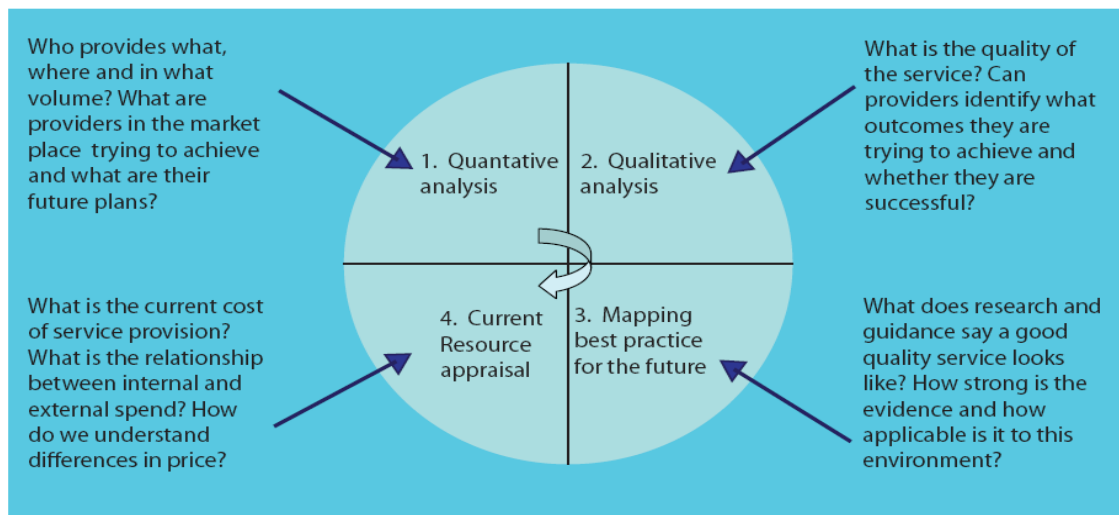 Who provides what,
where and in what
volume? What are
providers in the market
place trying to achieve
and what are their
future plans?
What is the quality of
the service? Can
providers identify what
outcomes they are
trying to achieve and
whether they are
successful?
1. Quantative
analysis
2. Qualitative
analysis
4. Current
Resource
appraisal
3. Mapping
best practice
for the future
What is the current cost
of service provision?
What is the relationship
between internal and
external spend? How
do we understand
differences in price?
What does research and
guidance say a good
quality service looks
like? How strong is the
evidence and how
applicable is it to this
environment?